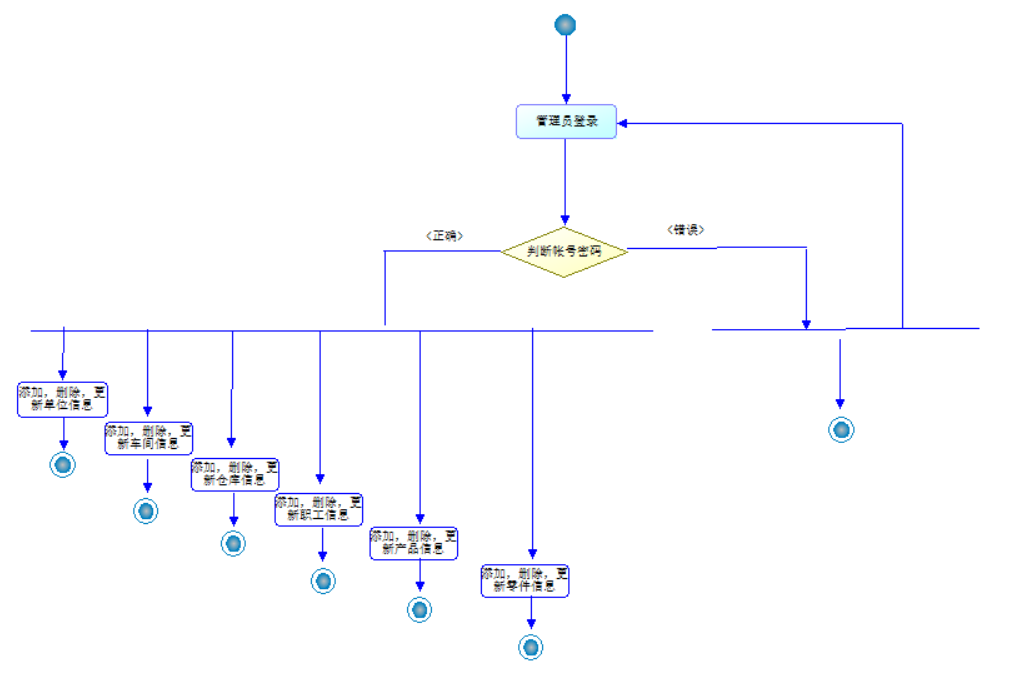 管理员登录
<正确>
<错误>
判断帐号密码
添加，删除，更
新单位信息
添加，删除，更
新车间信息
添加，删除，更
新仓库信息
添加，删除，更
新职工信息
添加，删除，更
新产品信息
添加，删除，更
新零件信息